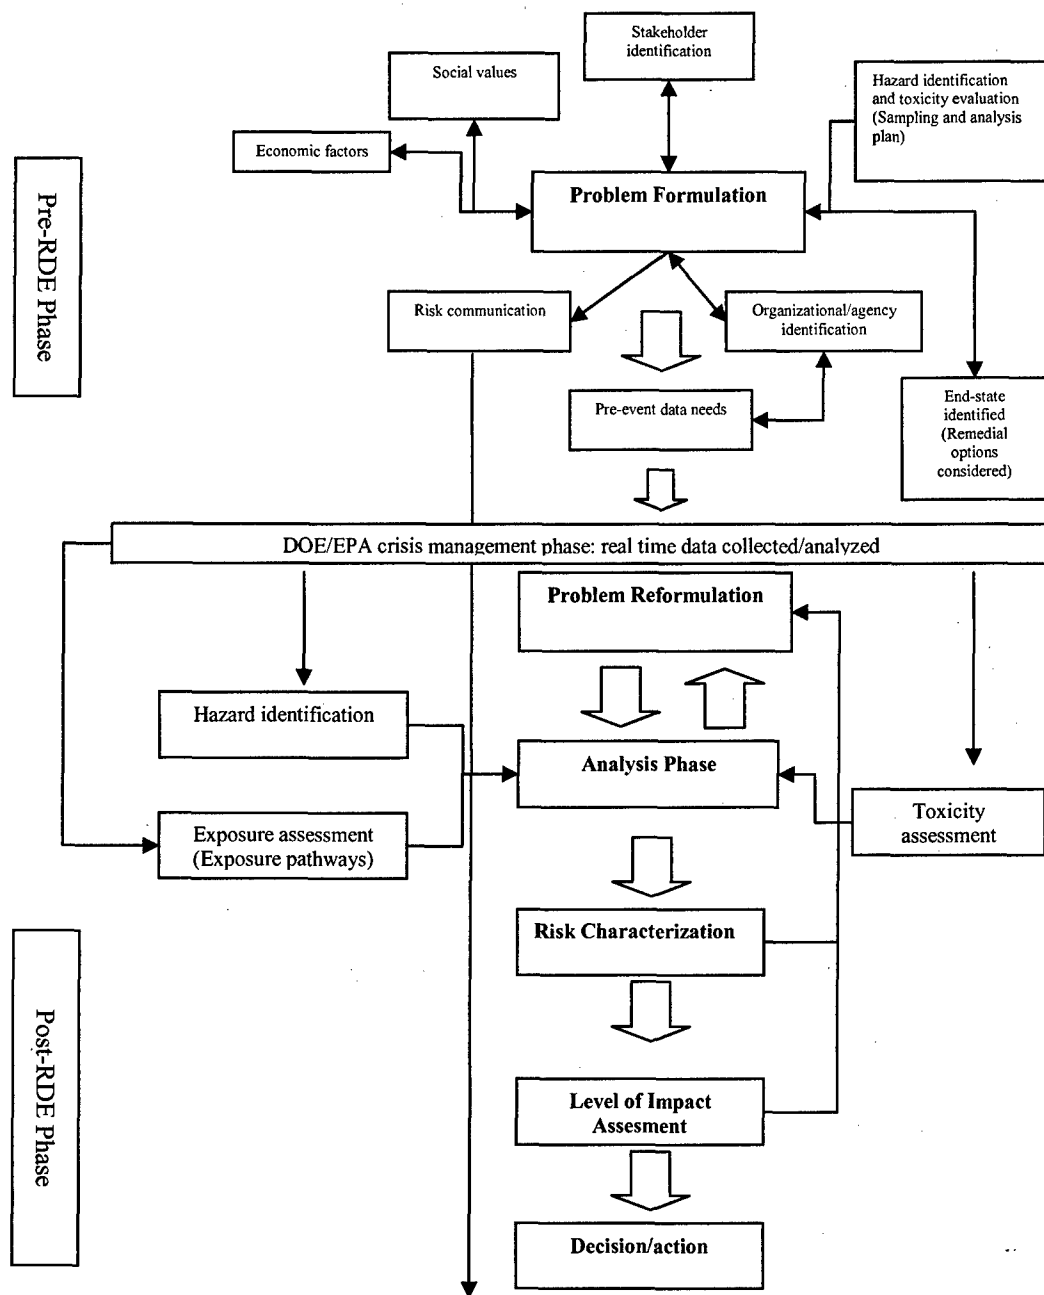 Stakeholder
identification
Social values
Hazard identification
and toxicity evaluation
(Sampling and analysis
plan)
Economic factors
Pre-RDE Phase
Problem Formulation
Risk communication
Organizational/agency
identification
Pre-event data needs
End-state
identified
(Remedial
options
considered)
DOE/EPA crisis management phase: real time data collected/analyzed
Problem Reformulation
Hazard identification
Analysis Phase
Exposure assessment
(Exposure pathways)
Toxicity
assessment
Risk Characterization
Post-RDE Phase
Level of Impact
Assesment
Decision/action